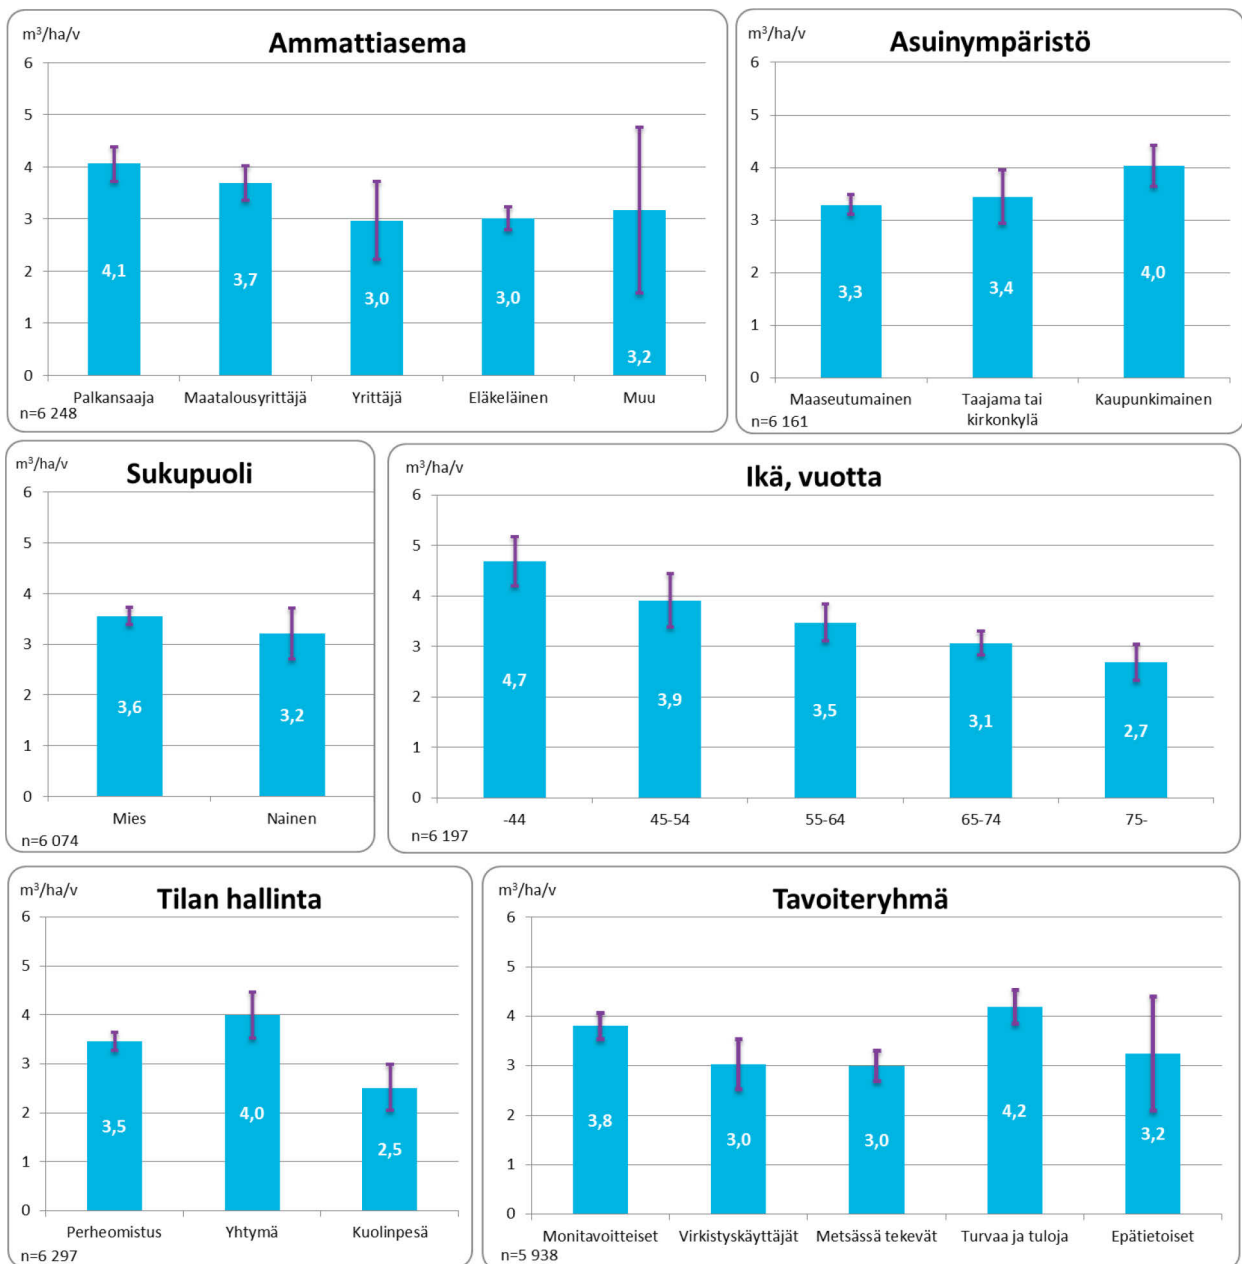 m³/ha/v
Ammattiasema
6
5
4
3
2
1
0
4,1
3,7
3,0
3,0
3,2
Palkansaaja
Maatalousyrittäjä
Yrittäjä
Eläkeläinen
Muu
n=6 248
m³/ha/v
Asuinympäristö
6
5
4
3
2
1
0
3,3
3,4
4,0
Maaseutumainen
Taajama tai
kirkonkylä
Kaupunkimainen
n=6 161
m³/ha/v
Sukupuoli
6
5
4
3
2
1
0
3,6
3,2
Mies
Nainen
n=6 074
m³/ha/v
Ikä, vuotta
6
5
4
3
2
1
0
4,7
3,9
3,5
3,1
2,7
-44
45-54
55-64
65-74
75-
n=6 197
m³/ha/v
Tilan hallinta
6
5
4
3
2
1
0
3,5
4,0
2,5
Perheomistus
Yhtymä
Kuolinpesä
n=6 297
m³/ha/v
Tavoiteryhmä
6
5
4
3
2
1
0
3,8
3,0
3,0
4,2
3,2
Monitavoitteiset
Virkistyskäyttäjät
Metsässä tekevät
Turvaa ja tuloja
Epätietoiset
n=5 938